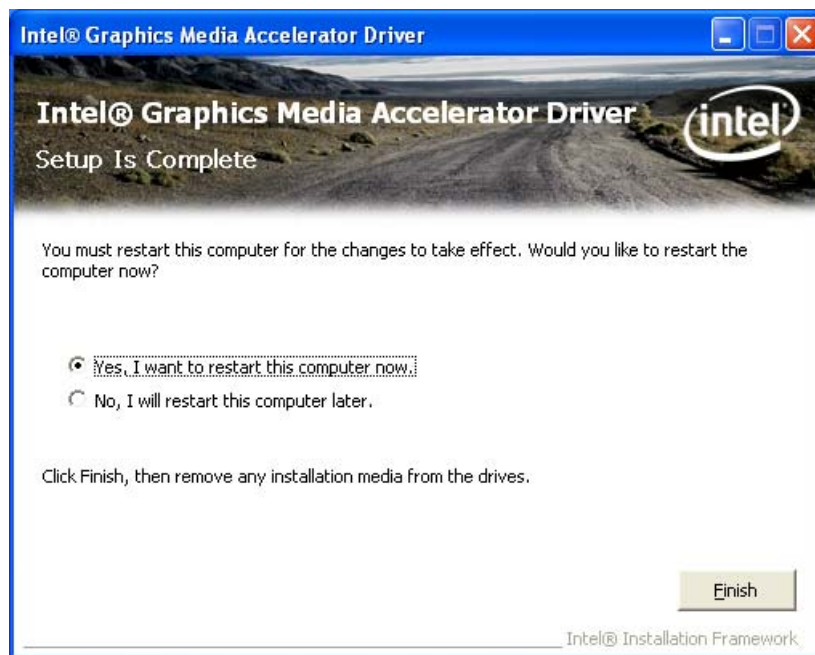 Intel® Graphics Media Accelerator Driver
Intel® Graphics Media Accelerator Driver
intel
Setup Is Complete
You must restart this computer for the changes to take effect. Would you like to restart the
computer now?
Yes, I want to restart this computer now.
No, I will restart this computer later.
Click Finish, then remove any installation media from the drives.
Finish
Intel® Installation Framework